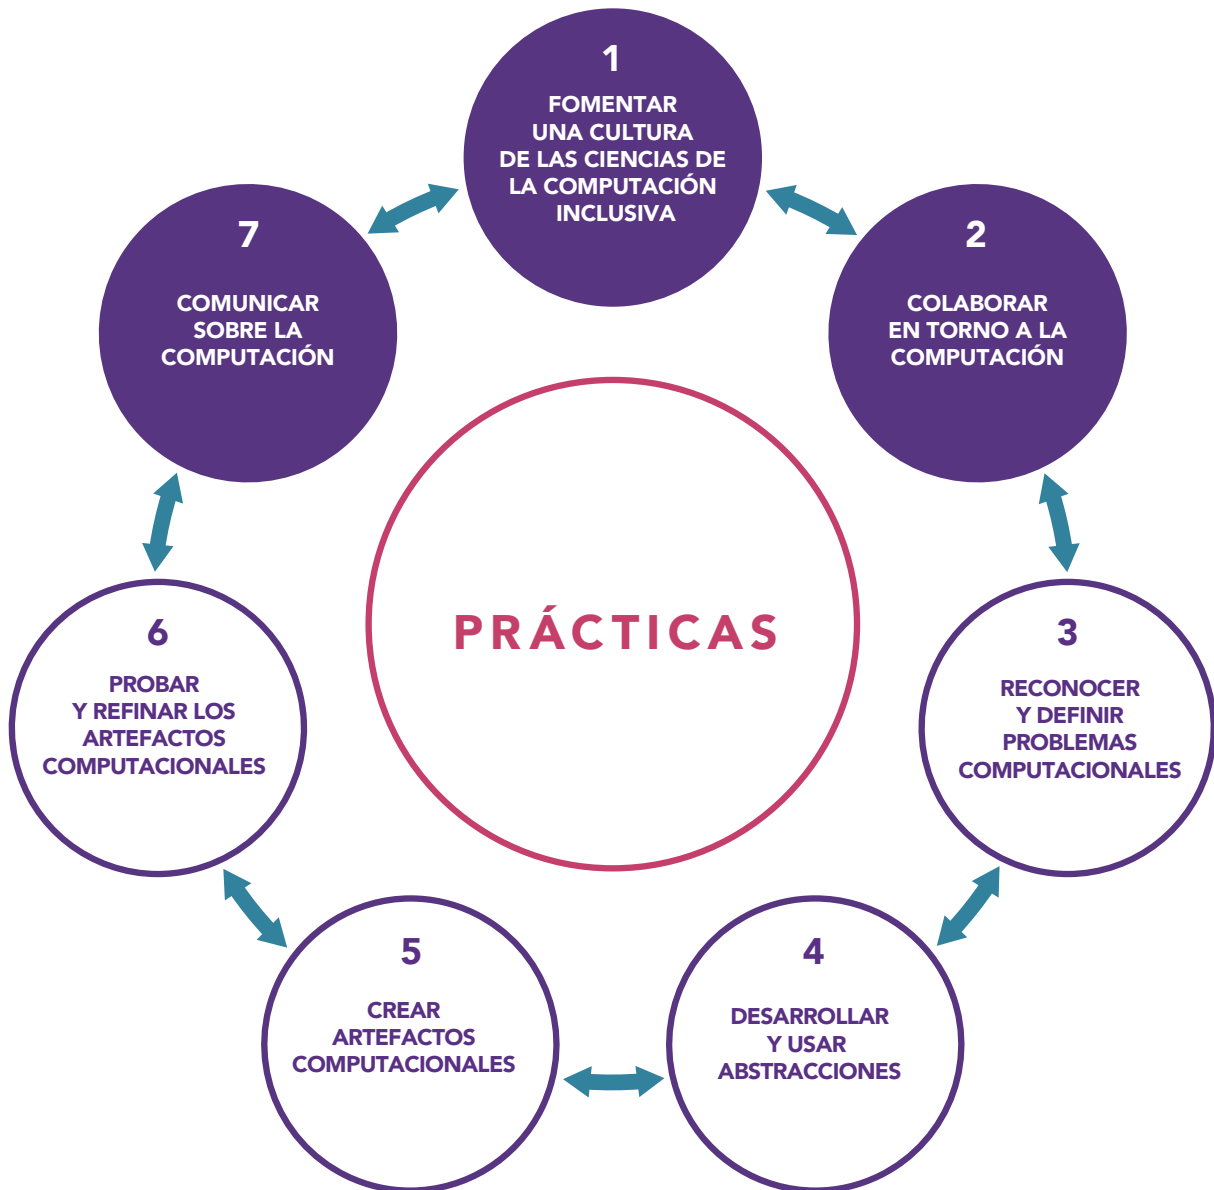 1
FOMENTAR
UNA CULTURA
DE LAS CIENCIAS DE
LA COMPUTACIÓN
INCLUSIVA
2
COLABORAR
EN TORNO A LA
COMPUTACIÓN
3
RECONOCER
Y DEFINIR
PROBLEMAS
COMPUTACIONALES
4
DESARROLLAR
Y USAR
ABSTRACCIONES
5
CREAR
ARTEFACTOS
COMPUTACIONALES
6
PROBAR
Y REFINAR LOS
ARTEFACTOS
COMPUTACIONALES
7
COMUNICAR
SOBRE LA
COMPUTACIÓN
PRÁCTICAS